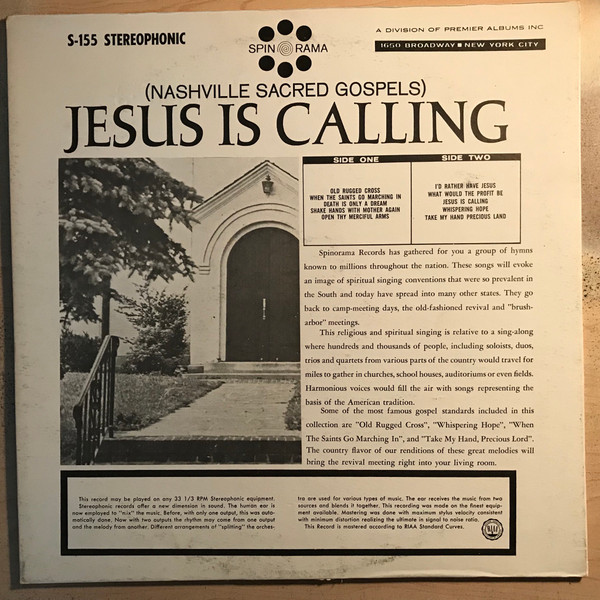 S-155 STEREOPHONIC
SPIN RAMA
A DIVISION OF PREMIER ALBUMS INC
1650 BROADWAY ■ NEW YORK CITY
(NASHVILLE SACRED GOSPELS)
JESUS IS CALLING
SIDE ONE
OLD RUGGED CROSS
WHEN THE SAINTS GO MARCHING IN
DEATH IS ONLY A DREAM
SHAKE HANDS WITH MOTHER AGAIN
OPEN THY MERCIFUL ARMS
SIDE TWO
I'D RATHER HAVE JESUS
WHAT WOULD THE PROFIT BE
JESUS IS CALLING
WHISPERING HOPE
TAKE MY HAND PRECIOUS LAND
Spinorama Records has gathered for you a group of hymns
known to millions throughout the nation. These songs will evoke
an image of spiritual singing conventions that were so prevalent in
the South and today have spread into many other states. They go
back to camp-meeting days, the old-fashioned revival and "brush-
arbor" meetings.
This religious and spiritual singing is relative to a sing-along
where hundreds and thousands of people, including soloists, duos,
trios and quartets from various parts of the country would travel for
miles to gather in churches, school houses, auditoriums or even fields.
Harmonious voices would fill the air with songs representing the
basis of the American tradition.
Some of the most famous gospel standards included in this
collection are "Old Rugged Cross", "Whispering Hope", "When
The Saints Go Marching In", and "Take My Hand, Precious Lord".
The country flavor of our renditions of these great melodies will
bring the revival meeting right into your living room.
This record may be played on any 33 1/3 RPM Stereophonic equipment.
Stereophonic records offer a new dimension in sound. The human ear is
now employed to "mix" the music. Before, with only one output, this was auto-
matically done. Now with two outputs the rhythm may come from one output
and the melody from another. Different arrangements of "splitting" the orches-
tra are used for various types of music. The ear receives the music from two
sources and blends it together. This recording was made on the finest equip-
ment available. Mastering was done with maximum stylus velocity consistent
with minimum distortion realizing the ultimate in signal to noise ratio.
This Record is mastered according to RIAA Standard Curves.
RIAA